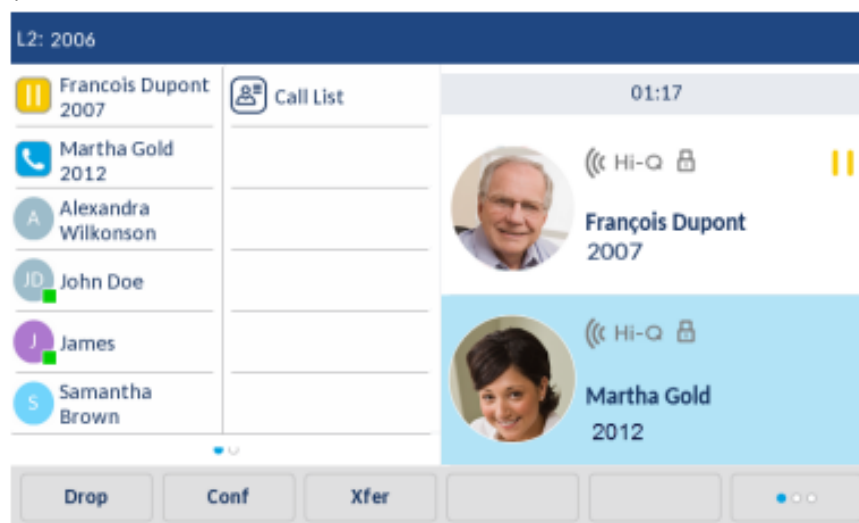 L2: 2006
Francois Dupont
2007
Martha Gold
2012
A
Alexandra
Wilkonson
JD
John Doe
J
James
S
Samantha
Brown
Call List
01:17
Hi-Q
François Dupont
2007
Hi-Q
Martha Gold
2012
Drop
Conf
Xfer